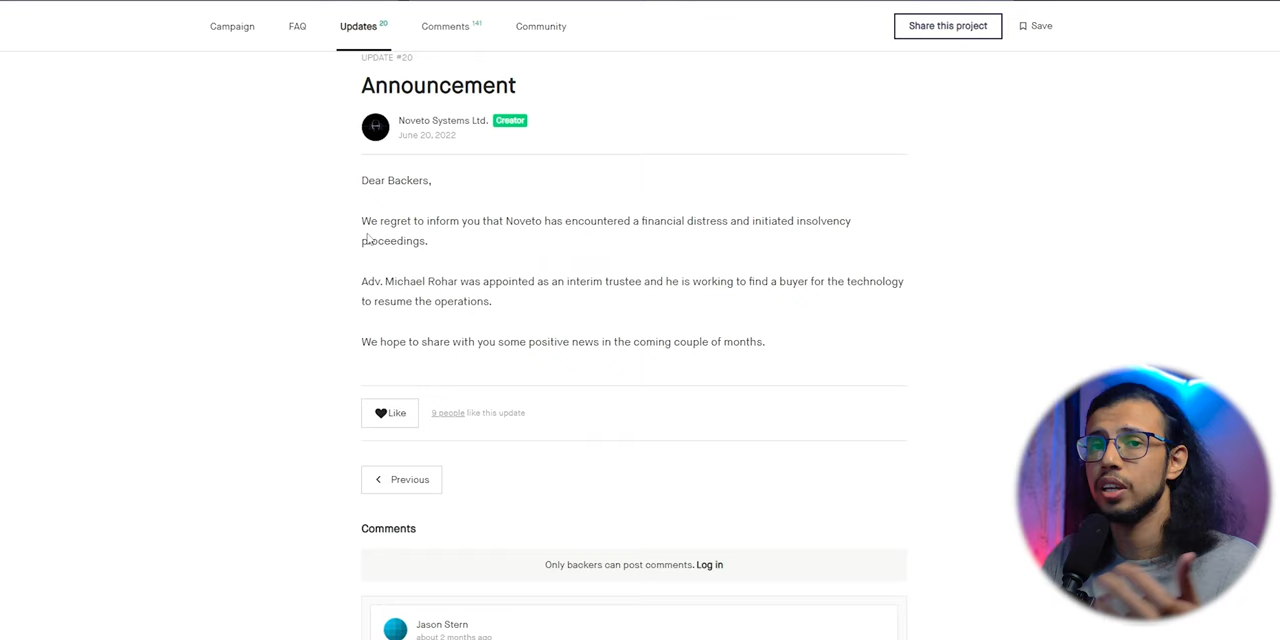 Campaign FAQ Updates 20 Comments 141 Community Share this project Save
UPDATE #20
Announcement
Noveto Systems Ltd. Creator
June 20, 2022
Dear Backers,
We regret to inform you that Noveto has encountered a financial distress and initiated insolvency
proceedings.
Adv. Michael Rohar was appointed as an interim trustee and he is working to find a buyer for the technology
to resume the operations.
We hope to share with you some positive news in the coming couple of months.
Like 9 people like this update
Previous
Comments
Only backers can post comments. Log in
Jason Stern
about 2 months ago